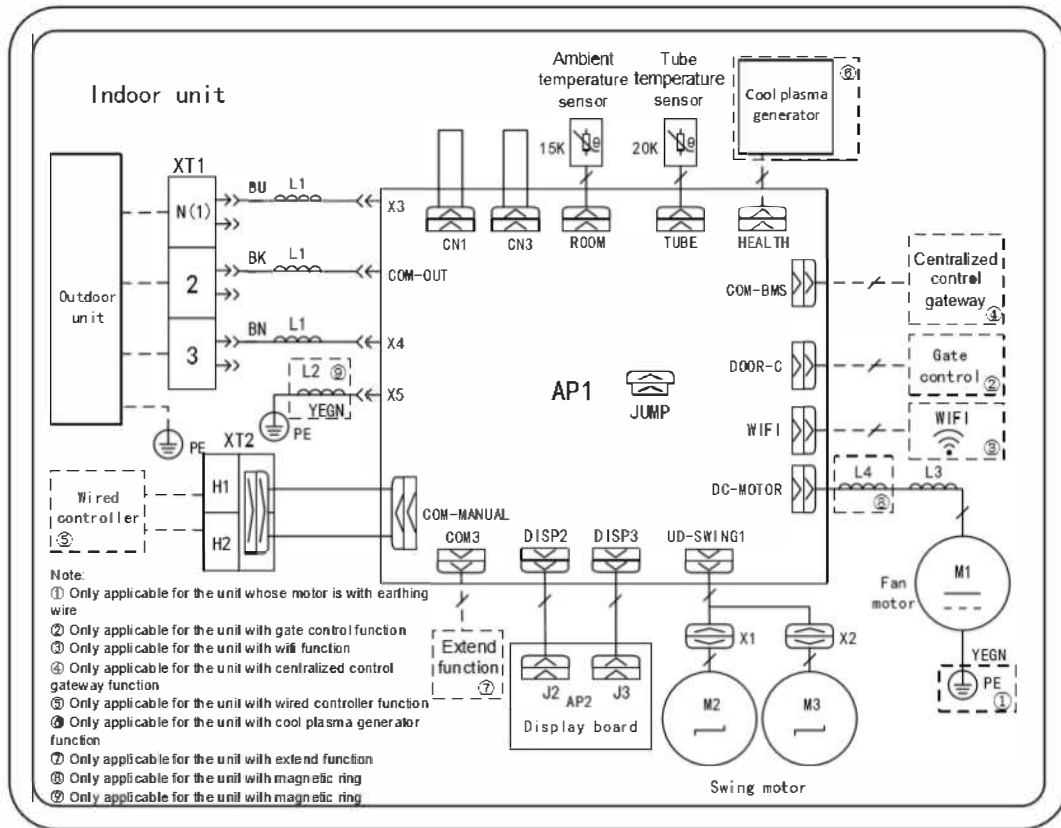 Indoor unit
Ambient
temperature
sensor
Tube
temperature
sensor
Cool plasma
generator
⑥
15K
θ
20K
θ
XT1
Outdoor
unit
N(1)
2
3
BU
L1
BK
L1
BN
L1
L2 ⑨
YEGN
PE
PE
X3
COM-OUT
X4
X5
CN1
CN3
ROOM
TUBE
HEALTH
COM-BMS
DOOR-C
WIFI
DC-MOTOR
AP1
JUMP
Centralized
control
gateway
④
Gate
control
②
WIFI
③
L4
⑧
L3
XT2
H1
H2
Wired
controller
⑤
COM-MANUAL
COM3
DISP2
DISP3
UD-SWING1
Extend
function
⑦
J2
J3
AP2
Display board
X1
X2
M2
M3
Swing motor
M1
Fan
motor
YEGN
PE
①
Note:
① Only applicable for the unit whose motor is with earthing
wire
② Only applicable for the unit with gate control function
③ Only applicable for the unit with wifi function
④ Only applicable for the unit with centralized control
gateway function
⑤ Only applicable for the unit with wired controller function
⑥ Only applicable for the unit with cool plasma generator
function
⑦ Only applicable for the unit with extend function
⑧ Only applicable for the unit with magnetic ring
⑨ Only applicable for the unit with magnetic ring